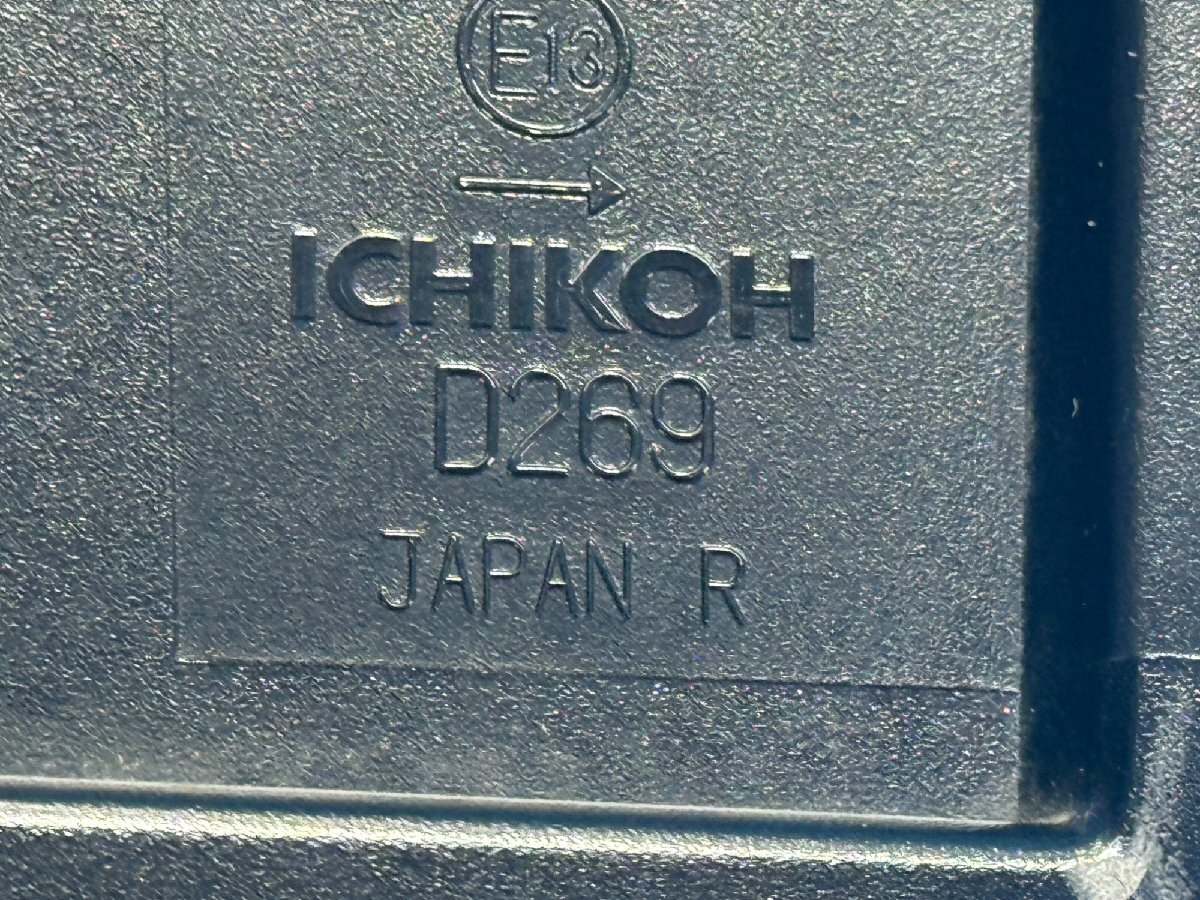 E13
ICHIKOH
D269
JAPAN R